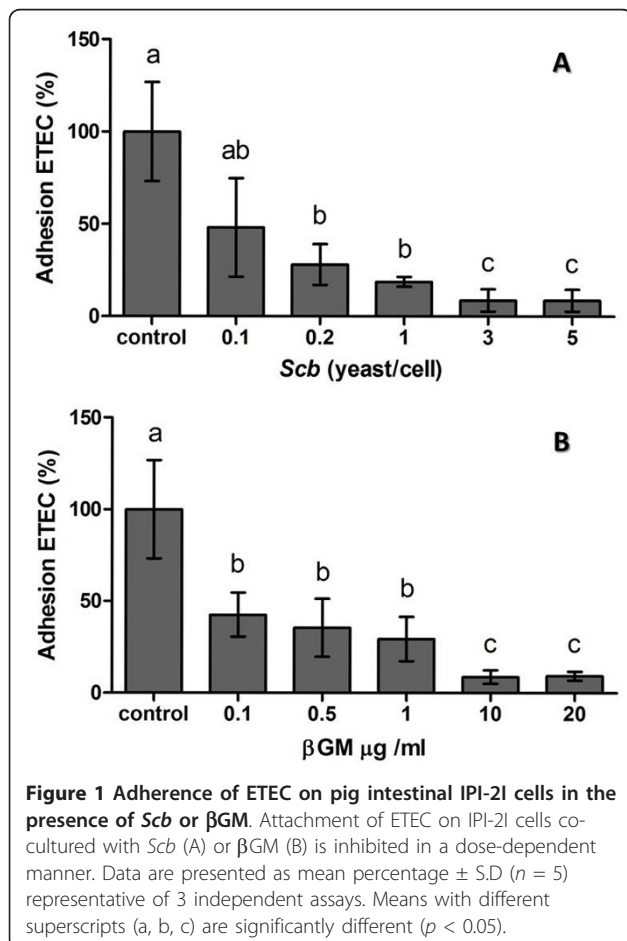 150
100
50
0
Adhesion ETEC (%)
A
a
ab
b
b
c
c
control 0.1 0.2 1 3 5
Scb (yeast/cell)
150
100
50
0
Adhesion ETEC (%)
B
a
b
b
b
c
c
control 0.1 0.5 1 10 20
βGM μg /ml
Figure 1 Adherence of ETEC on pig intestinal IPI-2I cells in the
presence of Scb or βGM. Attachment of ETEC on IPI-2I cells co-
cultured with Scb (A) or βGM (B) is inhibited in a dose-dependent
manner. Data are presented as mean percentage ± S.D (n = 5)
representative of 3 independent assays. Means with different
superscripts (a, b, c) are significantly different (p < 0.05).